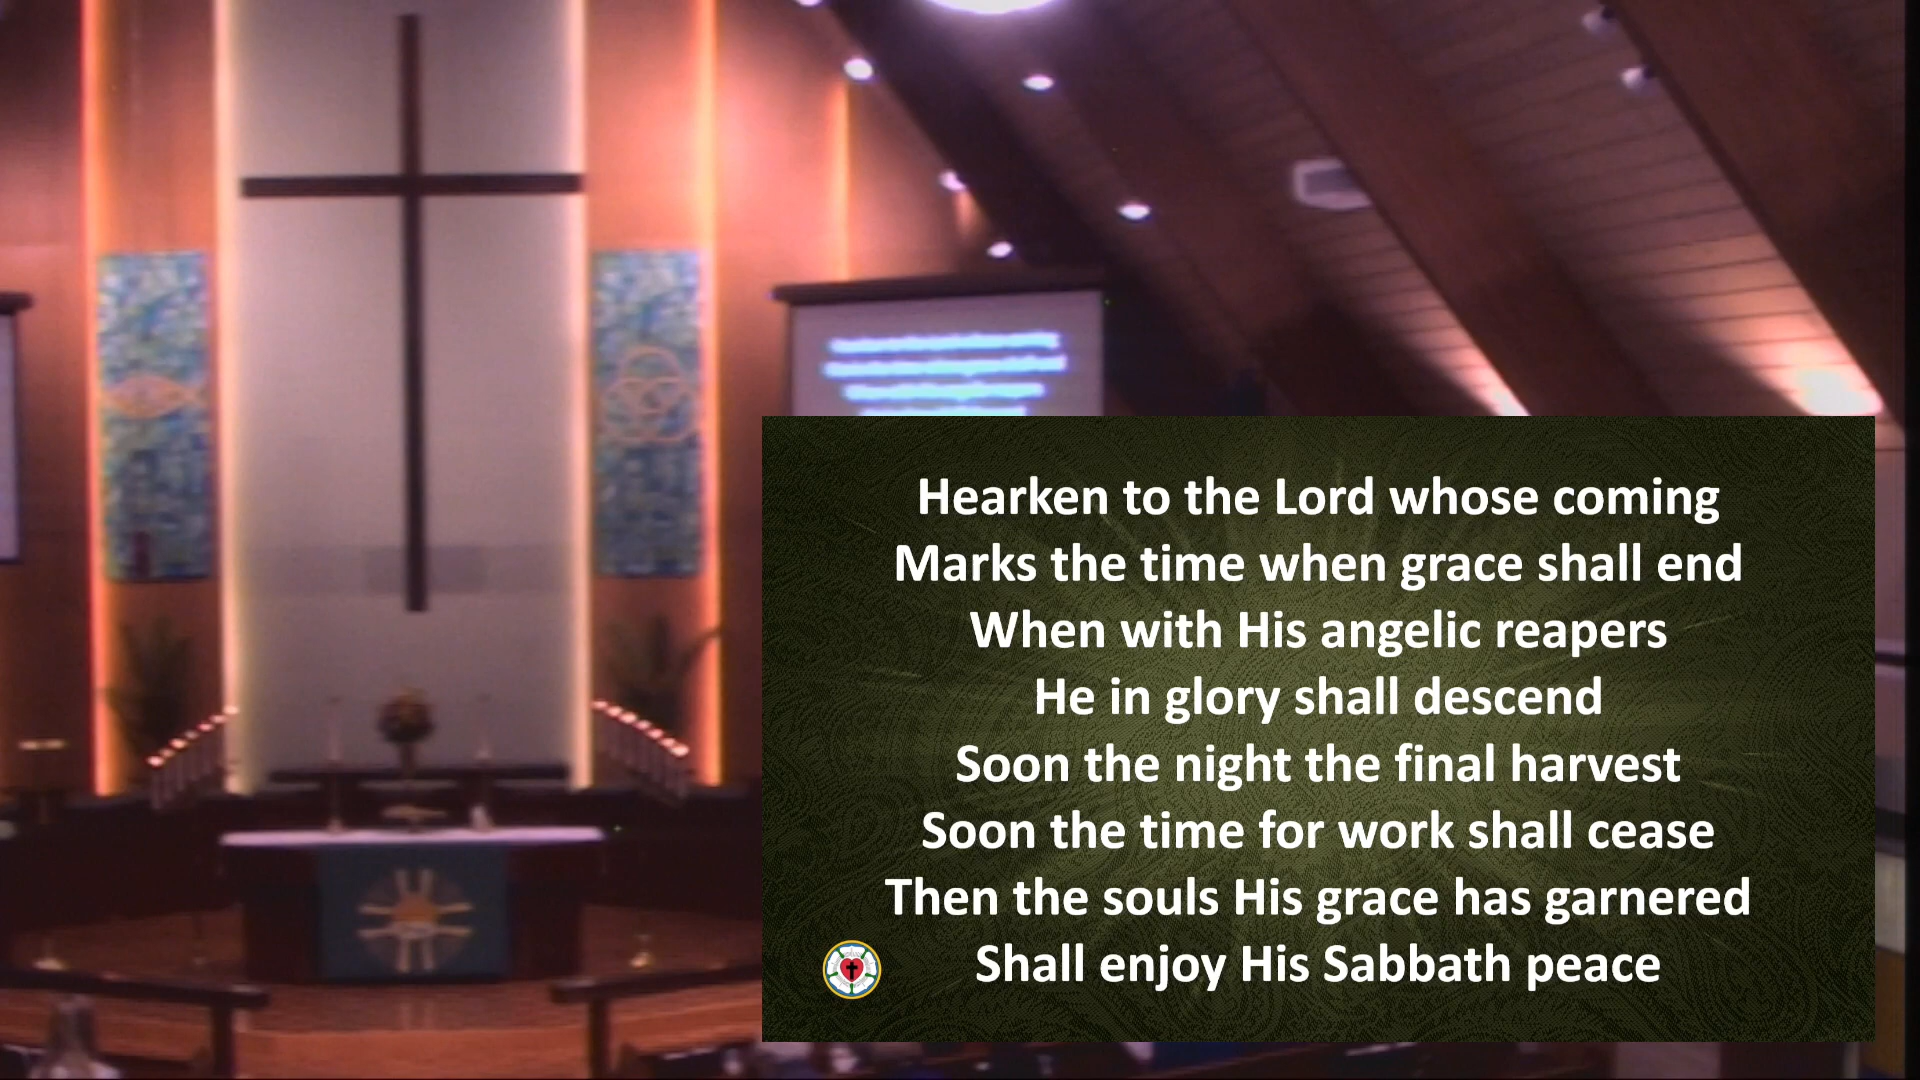 Hearken to the Lord whose coming
Marks the time when grace shall end
When with His angelic reapers
He in glory shall descend
Soon the night the final harvest
Soon the time for work shall cease
Then the souls His grace has garnered
Shall enjoy His Sabbath peace